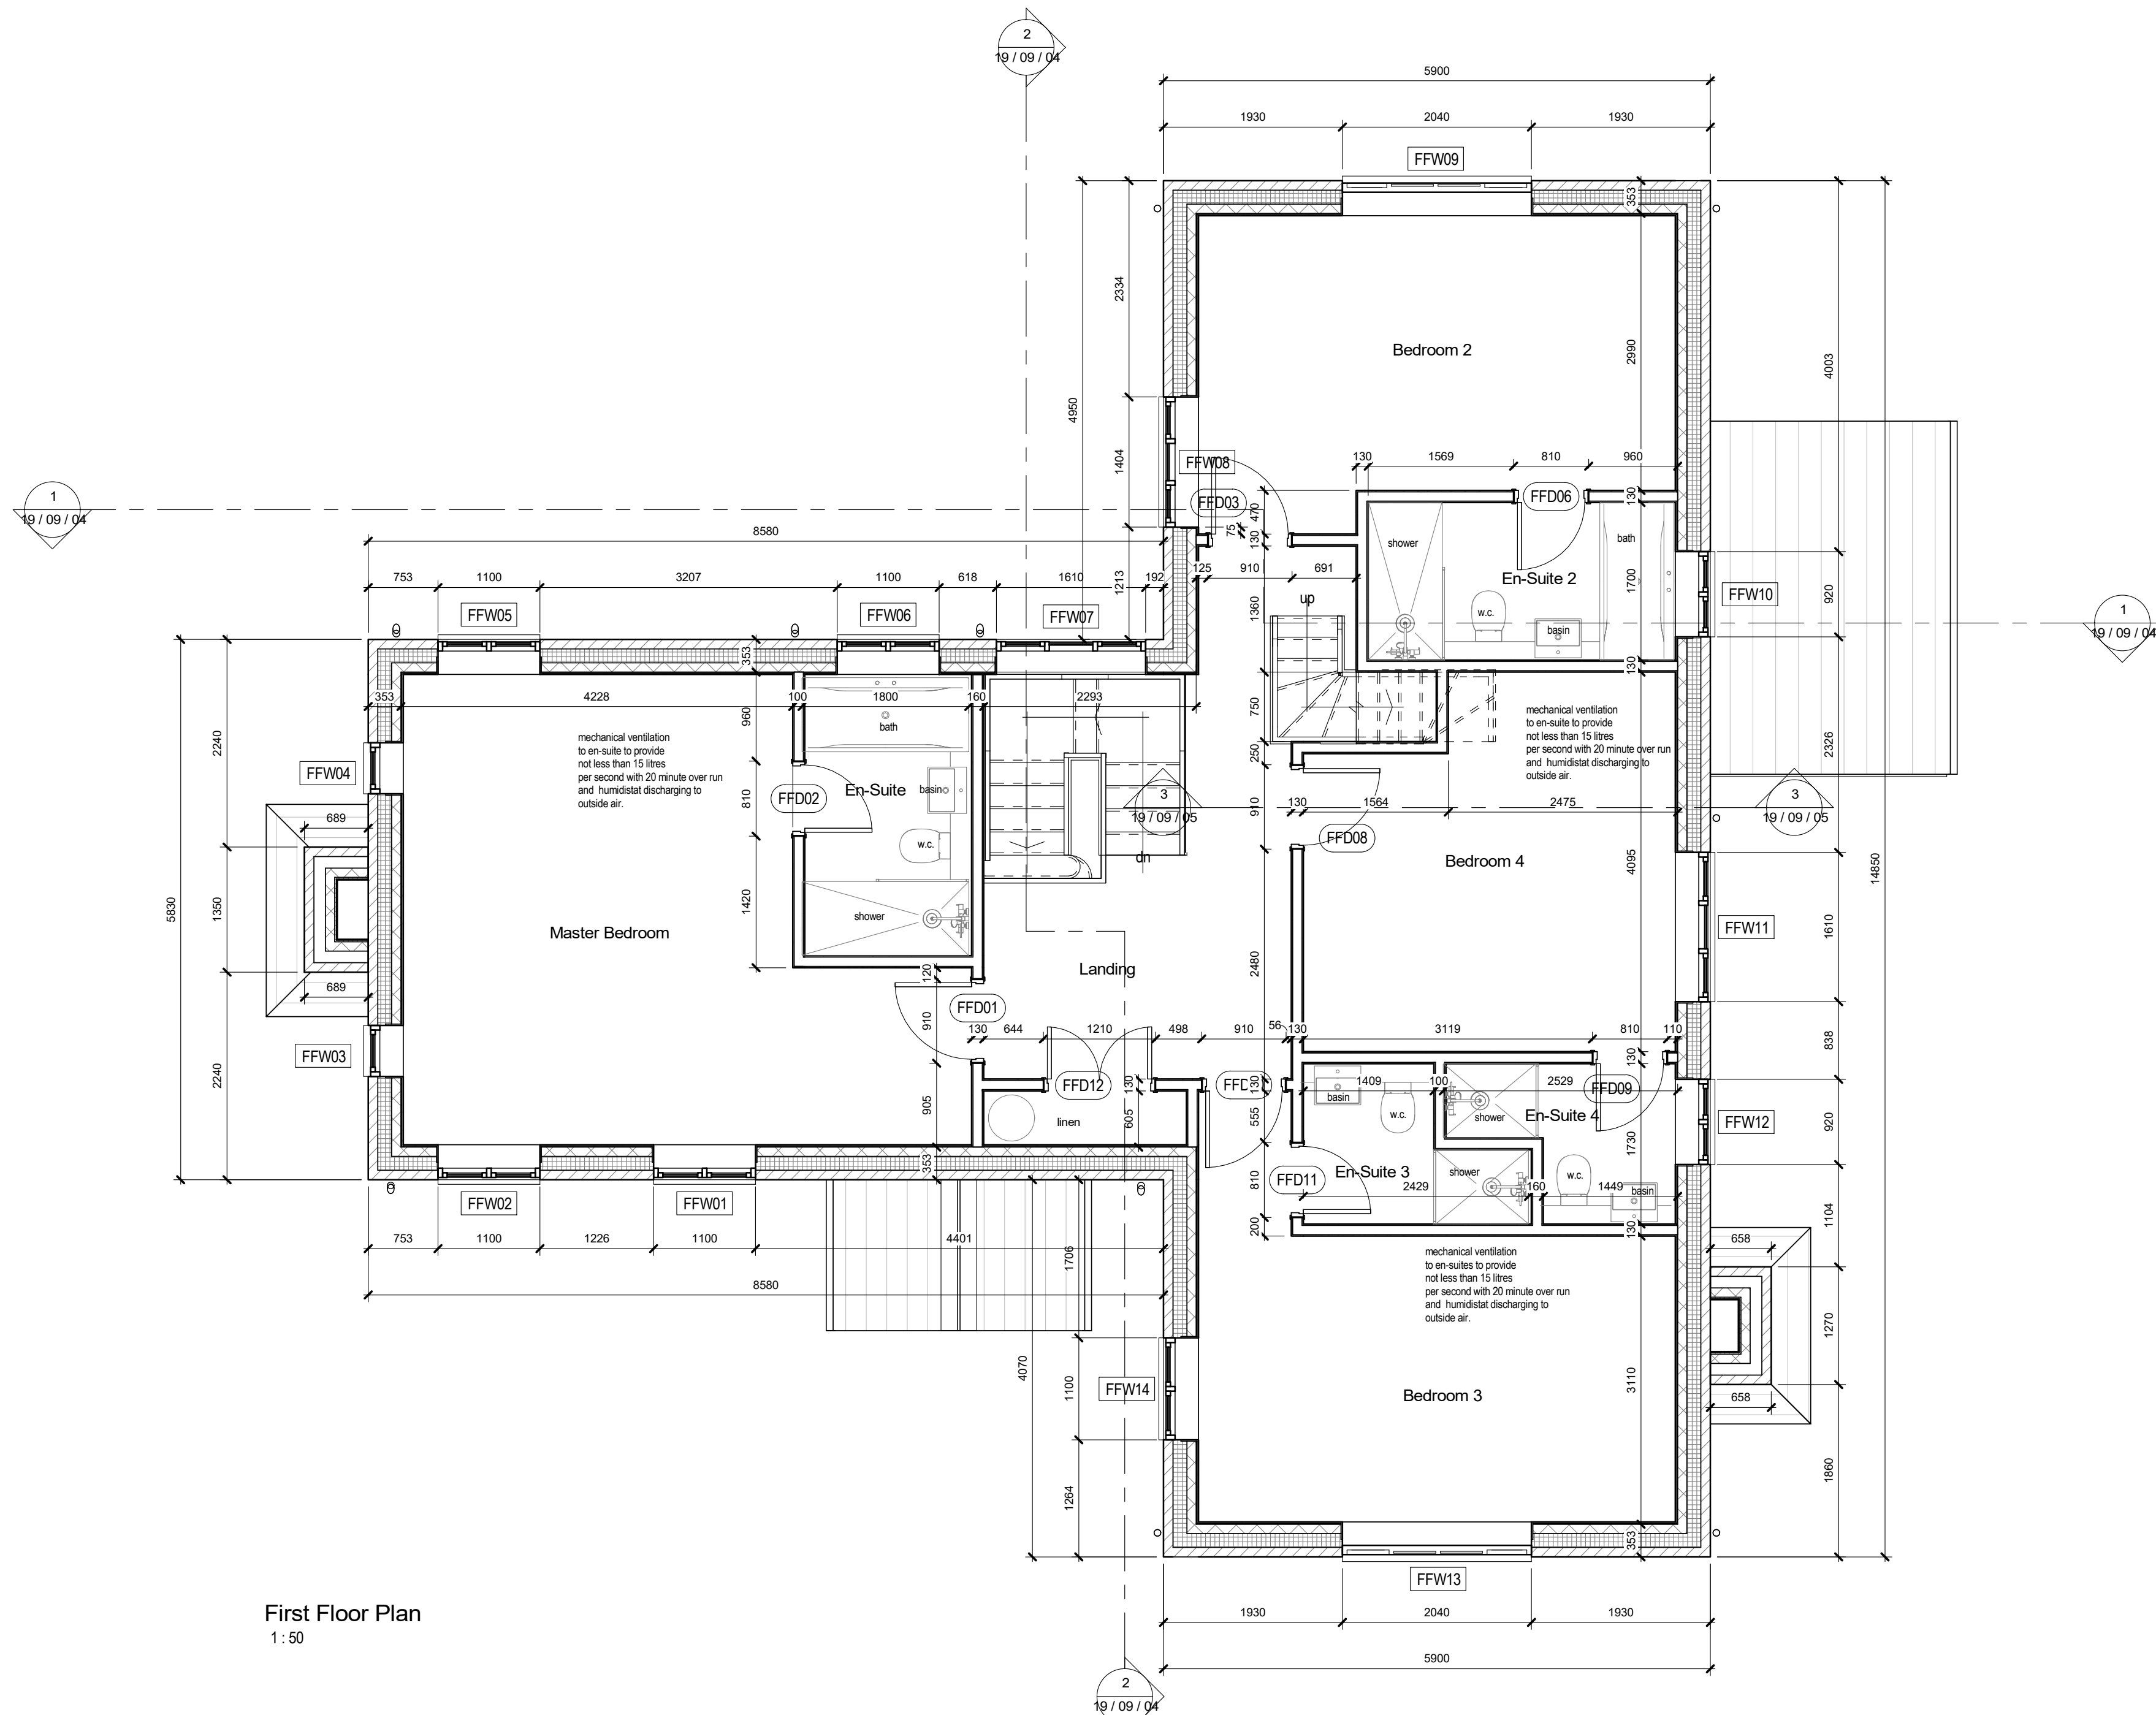 2
19 / 09 / 04
5900
1930 2040 1930
FFW09
353
2334
4950
2990
4003
Bedroom 2
1404
FFW08
130 1569 810 960
1
19 / 09 / 04
FFD03
FFD06
130
470
75
130
8580
shower
bath
753 1100 3207 1100 618 1610 192
1213
125 910 691
En-Suite 2
1700
FFW10
920
FFW05
FFW06
FFW07
up
1360
w.c.
basin
1
19 / 09 / 04
353
130
353 4228 100 1800 160 2293
960
bath
750
mechanical ventilation
to en-suite to provide
not less than 15 litres
per second with 20 minute over run
and humidistat discharging to
outside air.
mechanical ventilation
to en-suite to provide
not less than 15 litres
per second with 20 minute over run
and humidistat discharging to
outside air.
2240
FFW04
250
2326
FFD02
En-Suite
basin
810
3
19 / 09 / 05
910
130 1564 2475
3
19 / 09 / 05
689
FFD08
w.c.
dn
Bedroom 4
4095
14850
5830
1350
1420
shower
Master Bedroom
FFW11
1610
689
120
Landing
2480
FFD01
910
130 644 1210 498 910 56 130 3119 810 110
838
FFW03
2240
130
FFD12
130
FFD
130
1409 100 2529
FFD09
basin
w.c.
shower
En-Suite 4
905
linen
605
555
1730
FFW12
920
353
FFD11
En-Suite 3
shower
w.c.
810
2429 160 1449
basin
FFW02
FFW01
200
130
1104
753 1100 1226 1100 4401
1706
mechanical ventilation
to en-suites to provide
not less than 15 litres
per second with 20 minute over run
and humidistat discharging to
outside air.
658
8580
1270
4070
FFW14
1100
Bedroom 3
3110
658
1264
1860
353
FFW13
First Floor Plan
1 : 50
1930 2040 1930
5900
2
19 / 09 / 04